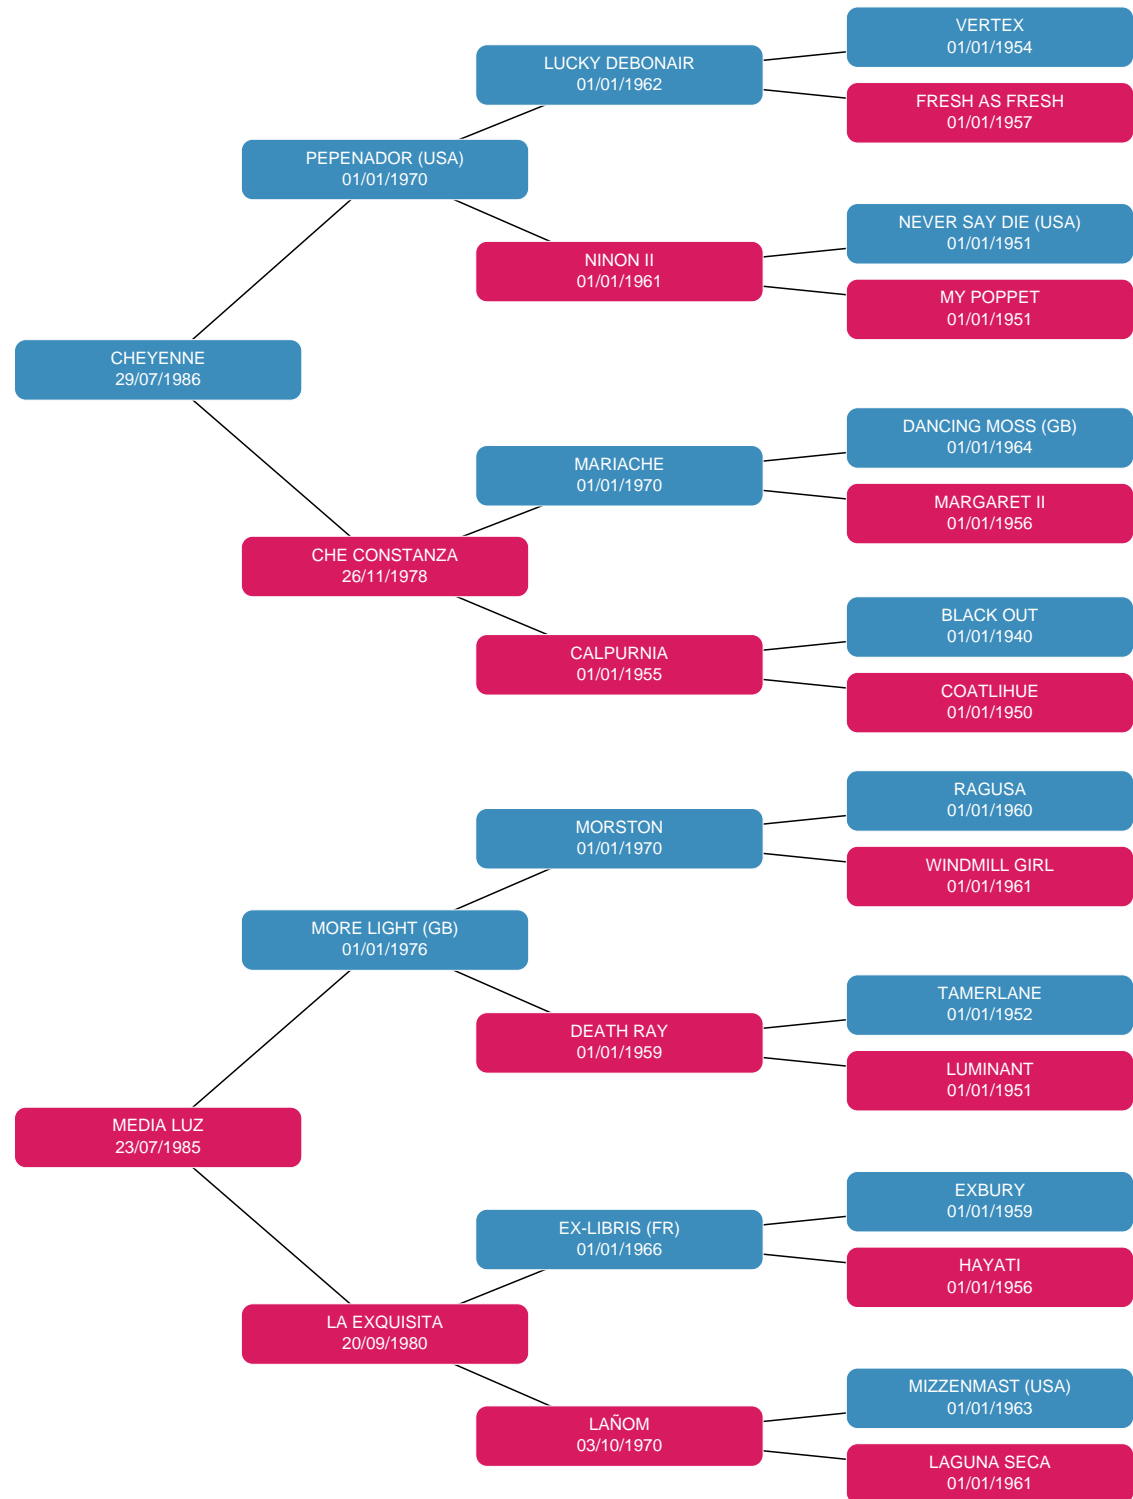 VERTEX
01/01/1954
LUCKY DEBONAIR
01/01/1962
FRESH AS FRESH
01/01/1957
PEPENADOR (USA)
01/01/1970
NEVER SAY DIE (USA)
01/01/1951
NINON II
01/01/1961
MY POPPET
01/01/1951
CHEYENNE
29/07/1986
DANCING MOSS (GB)
01/01/1964
MARIACHE
01/01/1970
MARGARET II
01/01/1956
CHE CONSTANZA
26/11/1978
BLACK OUT
01/01/1940
CALPURNIA
01/01/1955
COATLIHUE
01/01/1950
RAGUSA
01/01/1960
MORSTON
01/01/1970
WINDMILL GIRL
01/01/1961
MORE LIGHT (GB)
01/01/1976
TAMERLANE
01/01/1952
DEATH RAY
01/01/1959
LUMINANT
01/01/1951
MEDIA LUZ
23/07/1985
EXBURY
01/01/1959
EX-LIBRIS (FR)
01/01/1966
HAYATI
01/01/1956
LA EXQUISITA
20/09/1980
MIZZENMAST (USA)
01/01/1963
LAÑOM
03/10/1970
LAGUNA SECA
01/01/1961